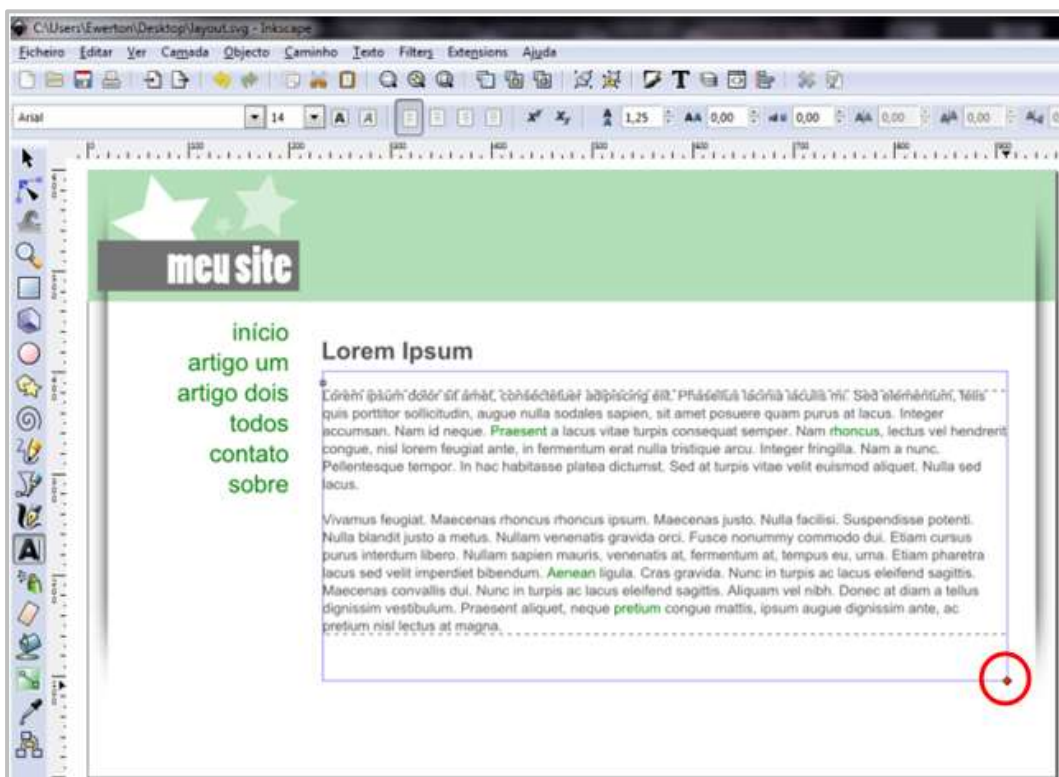 C:\Users\Ewerton\Desktop\layout.svg - Inkscape
Ficheiro Editar Ver Camada Objecto Caminho Texto Filters Extensions Ajuda
Arial 14 1,25 0,00 0,00 0,00 0,00
meu site
início
artigo um
artigo dois
todos
contato
sobre
Lorem Ipsum
Lorem ipsum dolor sit amet, consectetuer adipiscing elit. Phasellus lacinia iaculis mi. Sed elementum, felis
quis porttitor sollicitudin, augue nulla sodales sapien, sit amet posuere quam purus at lacus. Integer
accumsan. Nam id neque. Praesent a lacus vitae turpis consequat semper. Nam rhoncus, lectus vel hendrerit
congue, nisl lorem feugiat ante, in fermentum erat nulla tristique arcu. Integer fringilla. Nam a nunc.
Pellentesque tempor. In hac habitasse platea dictumst. Sed at turpis vitae velit euismod aliquet. Nulla sed
lacus.
Vivamus feugiat. Maecenas rhoncus rhoncus ipsum. Maecenas justo. Nulla facilisi. Suspendisse potenti.
Nulla blandit justo a metus. Nullam venenatis gravida orci. Fusce nonummy commodo dui. Etiam cursus
purus interdum libero. Nullam sapien mauris, venenatis at, fermentum at, tempus eu, urna. Etiam pharetra
lacus sed velit imperdiet bibendum. Aenean ligula. Cras gravida. Nunc in turpis ac lacus eleifend sagittis.
Maecenas convallis dui. Nunc in turpis ac lacus eleifend sagittis. Aliquam vel nibh. Donec at diam a tellus
dignissim vestibulum. Praesent aliquet, neque pretium congue mattis, ipsum augue dignissim ante, ac
pretium nisl lectus at magna.